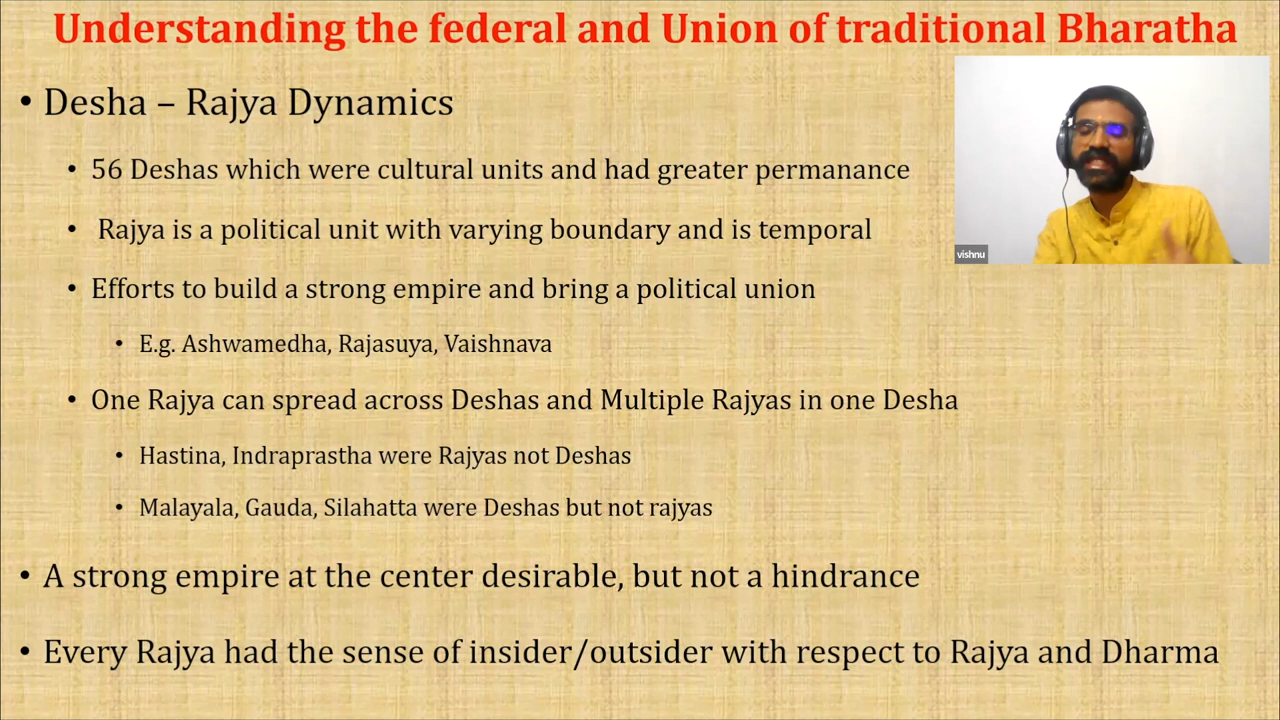 Understanding the federal and Union of traditional Bharatha
• Desha – Rajya Dynamics
• 56 Deshas which were cultural units and had greater permanance
• Rajya is a political unit with varying boundary and is temporal
vishnu
• Efforts to build a strong empire and bring a political union
• E.g. Ashwamedha, Rajasuya, Vaishnava
• One Rajya can spread across Deshas and Multiple Rajyas in one Desha
• Hastina, Indraprastha were Rajyas not Deshas
• Malayala, Gauda, Silahatta were Deshas but not rajyas
• A strong empire at the center desirable, but not a hindrance
• Every Rajya had the sense of insider/outsider with respect to Rajya and Dharma